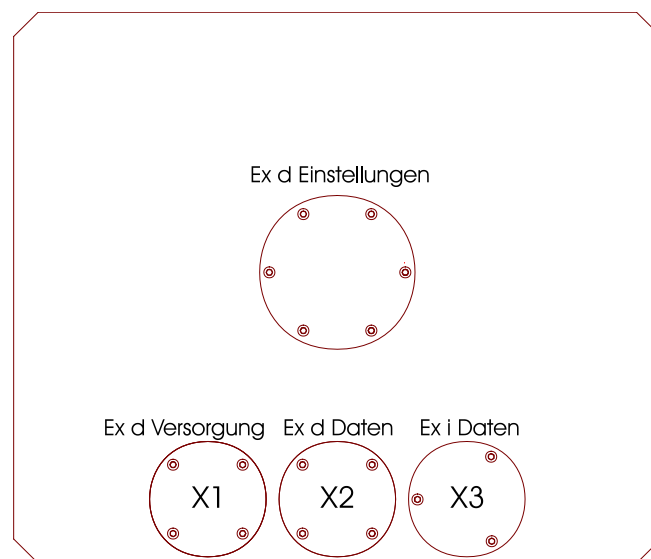 Ex d Einstellungen
Ex d Versorgung Ex d Daten Ex i Daten
X1 X2 X3